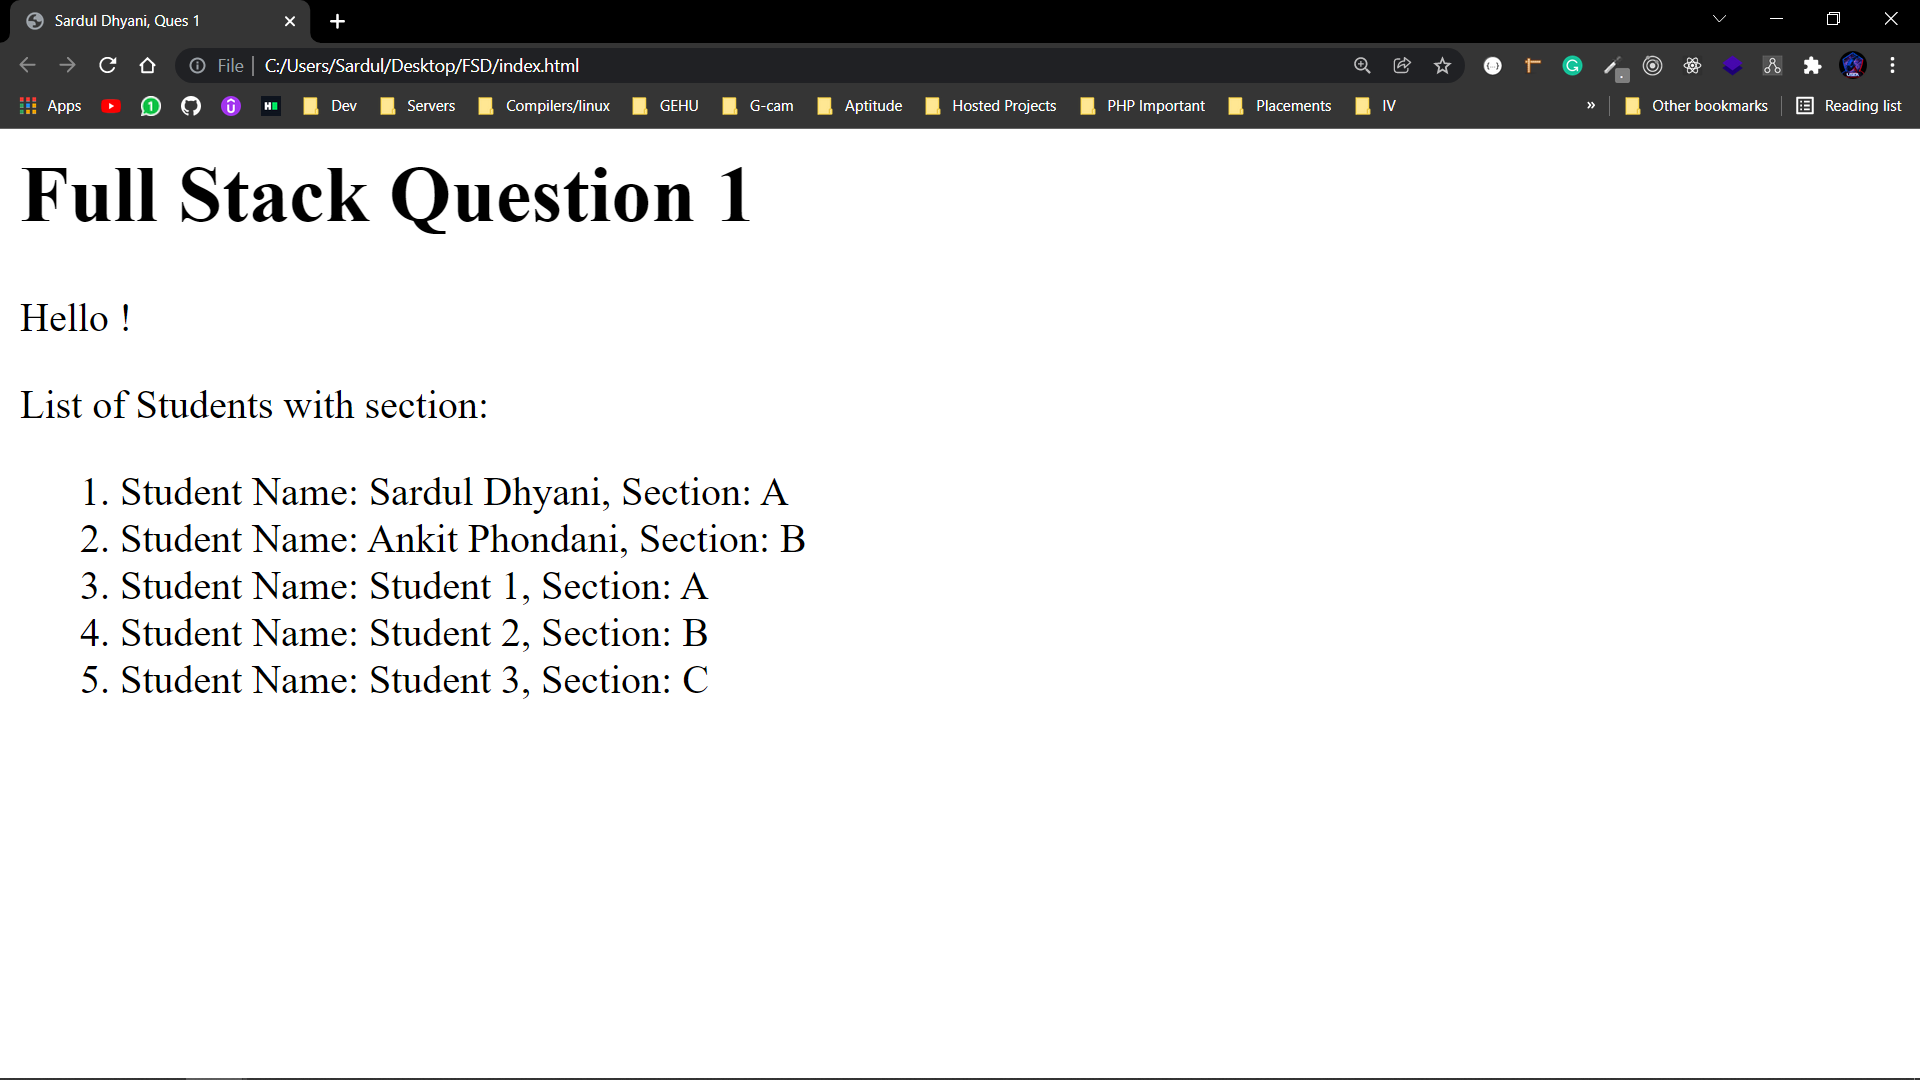 Sardul Dhyani, Ques 1
File
C:/Users/Sardul/Desktop/FSD/index.html
Apps
1
Dev
Servers
Compilers/linux
GEHU
G-cam
Aptitude
Hosted Projects
PHP Important
Placements
IV
»
Other bookmarks
Reading list
Full Stack Question 1
Hello !
List of Students with section:
1. Student Name: Sardul Dhyani, Section: A
2. Student Name: Ankit Phondani, Section: B
3. Student Name: Student 1, Section: A
4. Student Name: Student 2, Section: B
5. Student Name: Student 3, Section: C